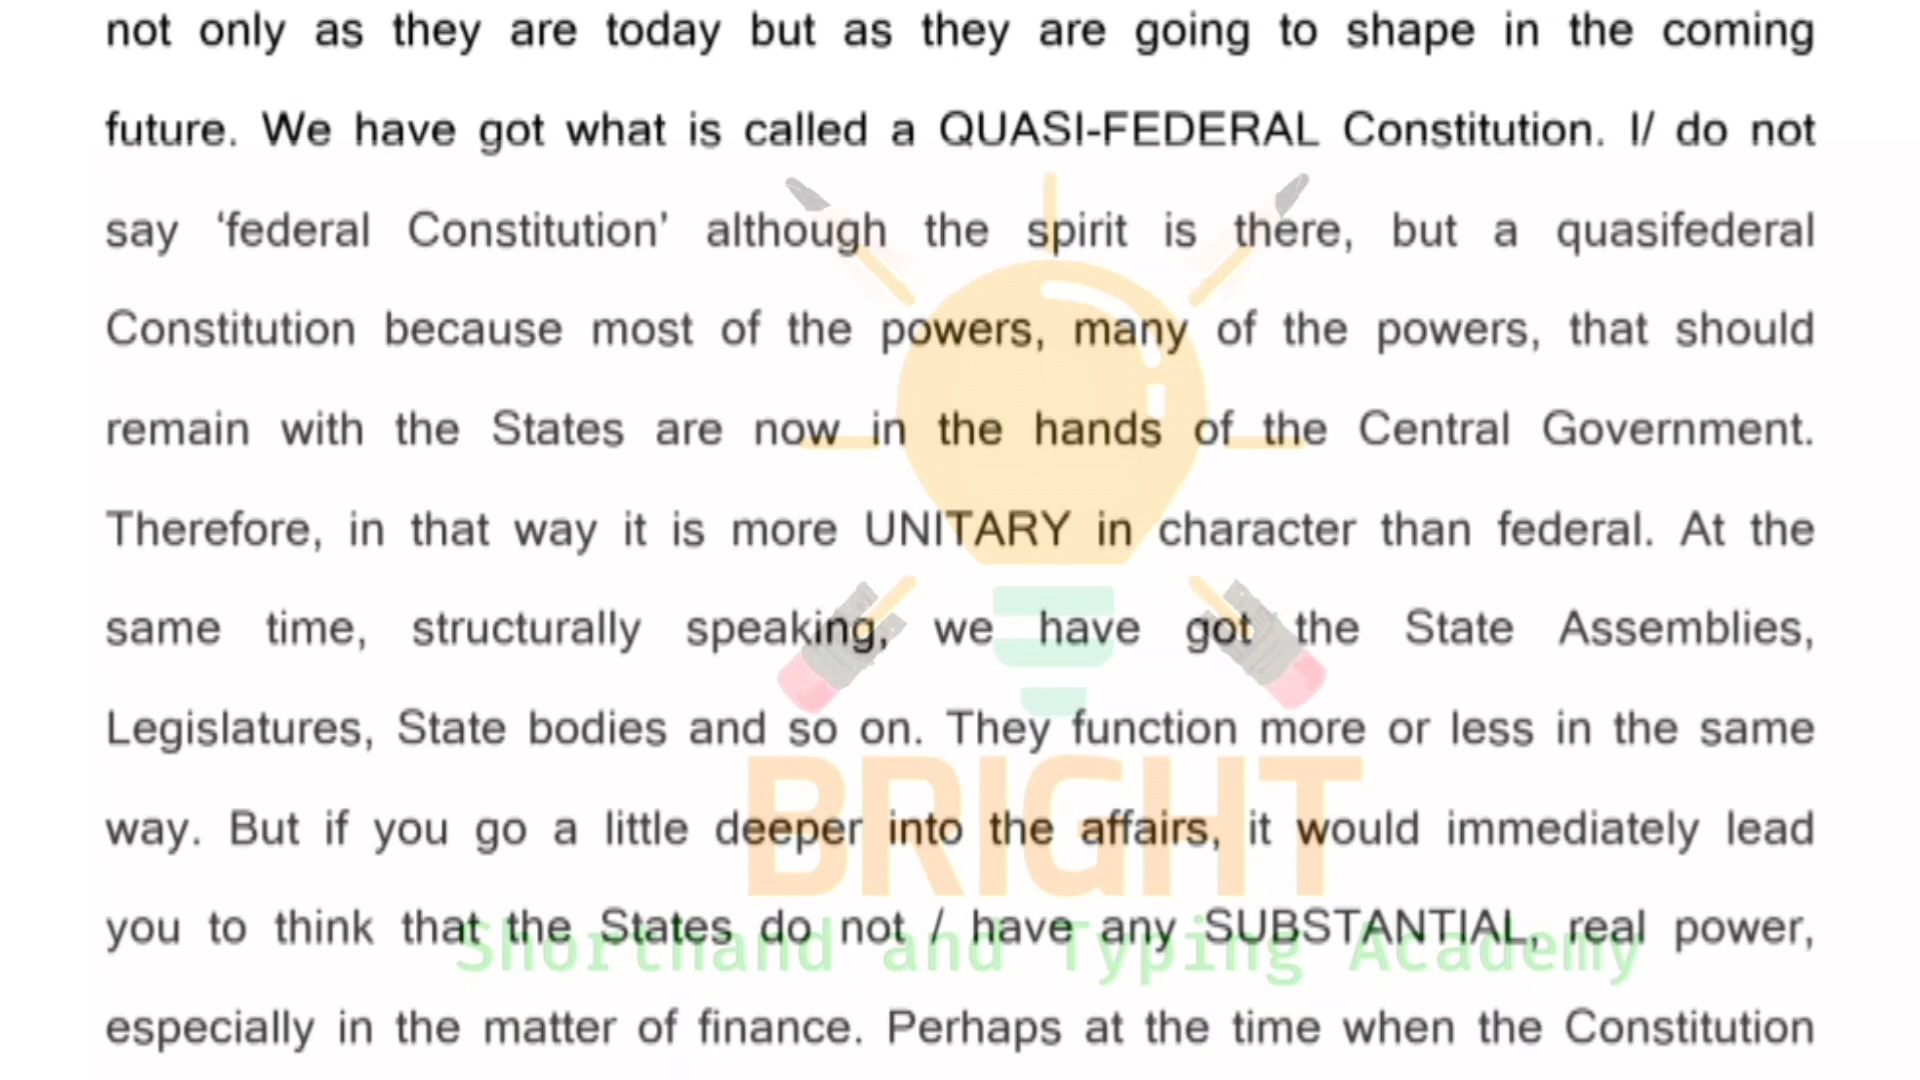 not only as they are today but as they are going to shape in the coming
future. We have got what is called a QUASI-FEDERAL Constitution. I/ do not
say ‘federal Constitution’ although the spirit is there, but a quasifederal
Constitution because most of the powers, many of the powers, that should
remain with the States are now in the hands of the Central Government.
Therefore, in that way it is more UNITARY in character than federal. At the
same time, structurally speaking, we have got the State Assemblies,
Legislatures, State bodies and so on. They function more or less in the same
BRIGHT
way. But if you go a little deeper into the affairs, it would immediately lead
you to think that the States do not / have any SUBSTANTIAL, real power,
Shorthand and Typing Academy
especially in the matter of finance. Perhaps at the time when the Constitution